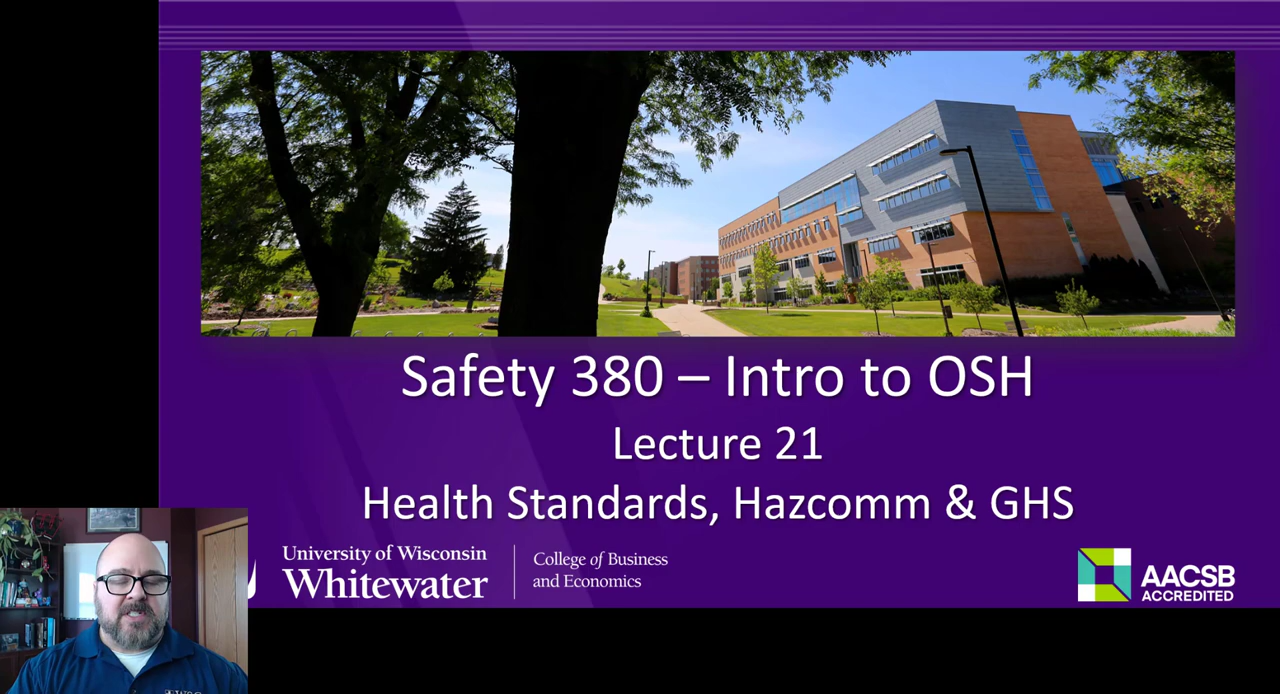 Safety 380 – Intro to OSH
Lecture 21
Health Standards, Hazcomm & GHS
University of Wisconsin
Whitewater
College of Business
and Economics
AACSB
ACCREDITED